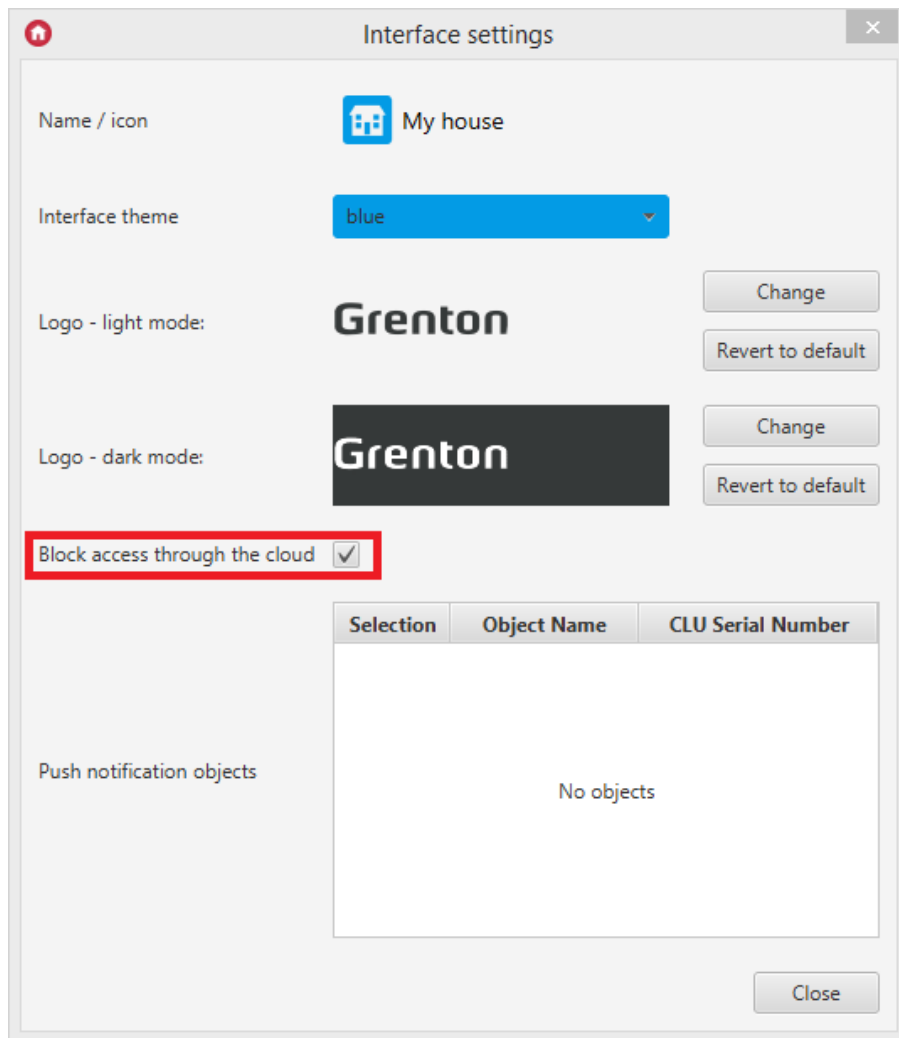 Interface settings
Name / icon
My house
Interface theme
blue
Logo - light mode:
Grenton
Change
Revert to default
Logo - dark mode:
Grenton
Change
Revert to default
Block access through the cloud
Selection Object Name CLU Serial Number
Push notification objects
No objects
Close